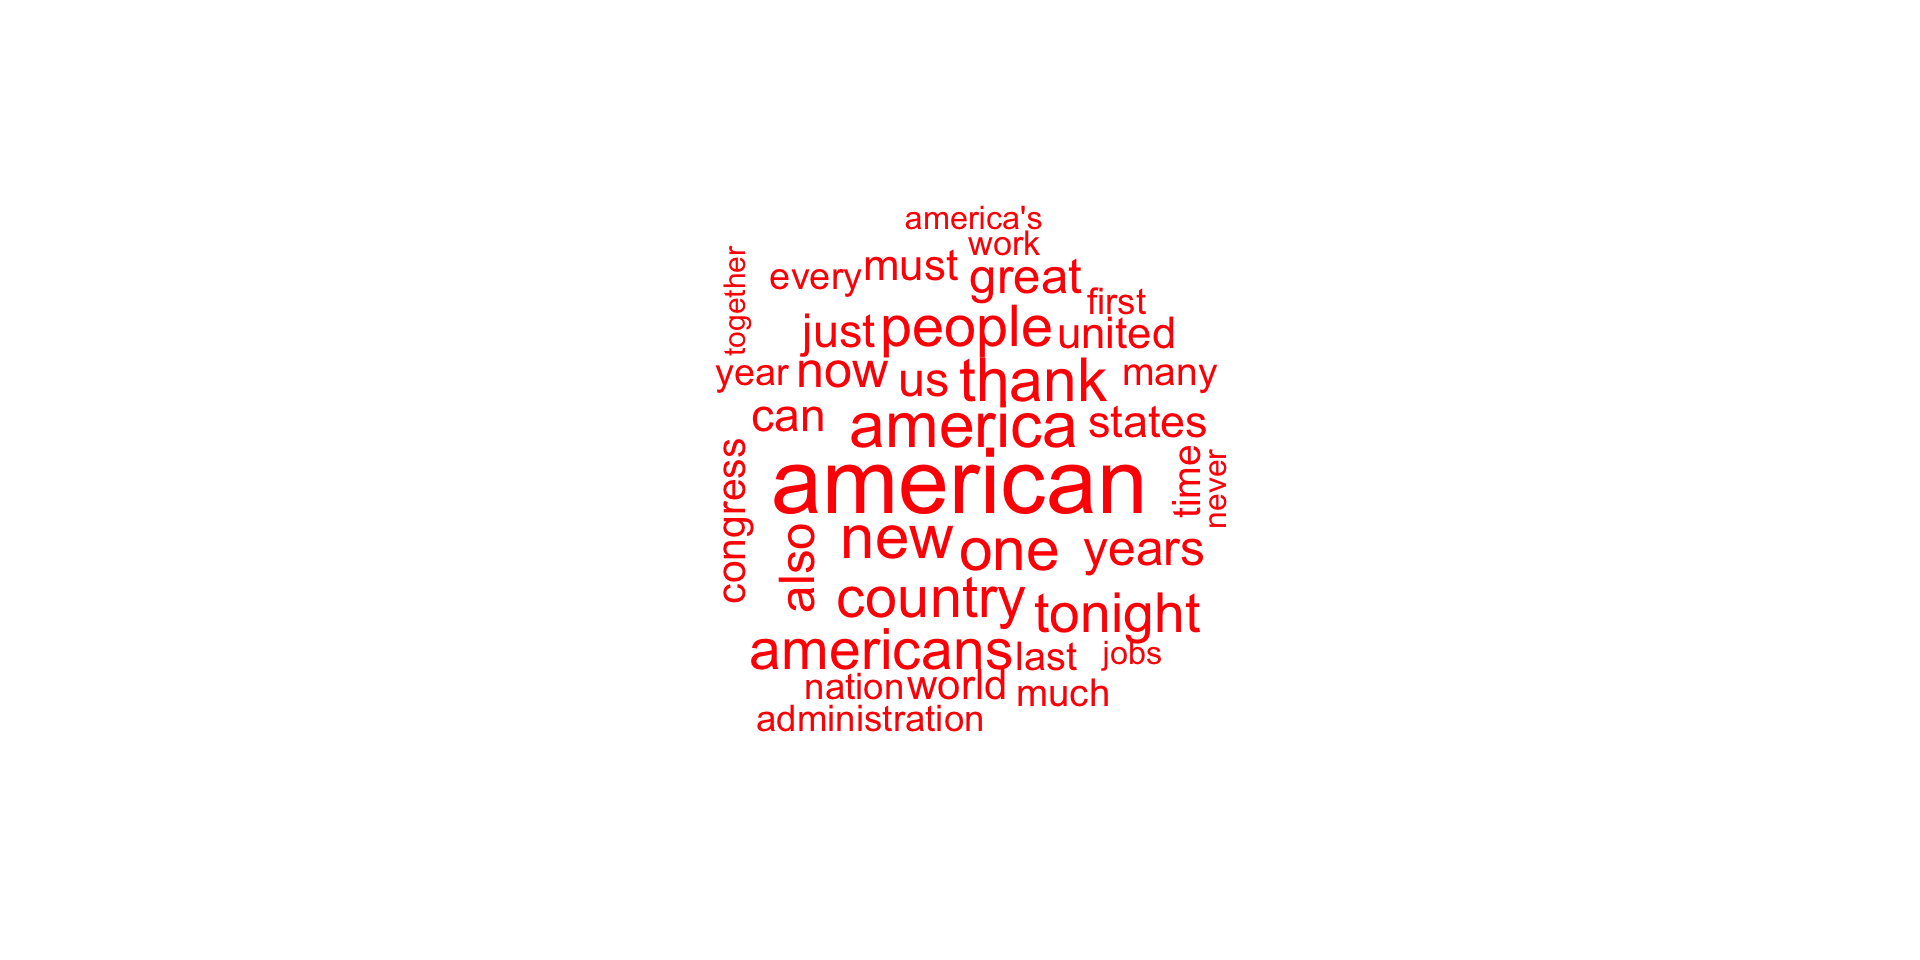 america's
work
together
every must great
first
just people united
year now us thank many
can america states
congress
american
time
never
also
new one years
country tonight
americans last jobs
nation world much
administration